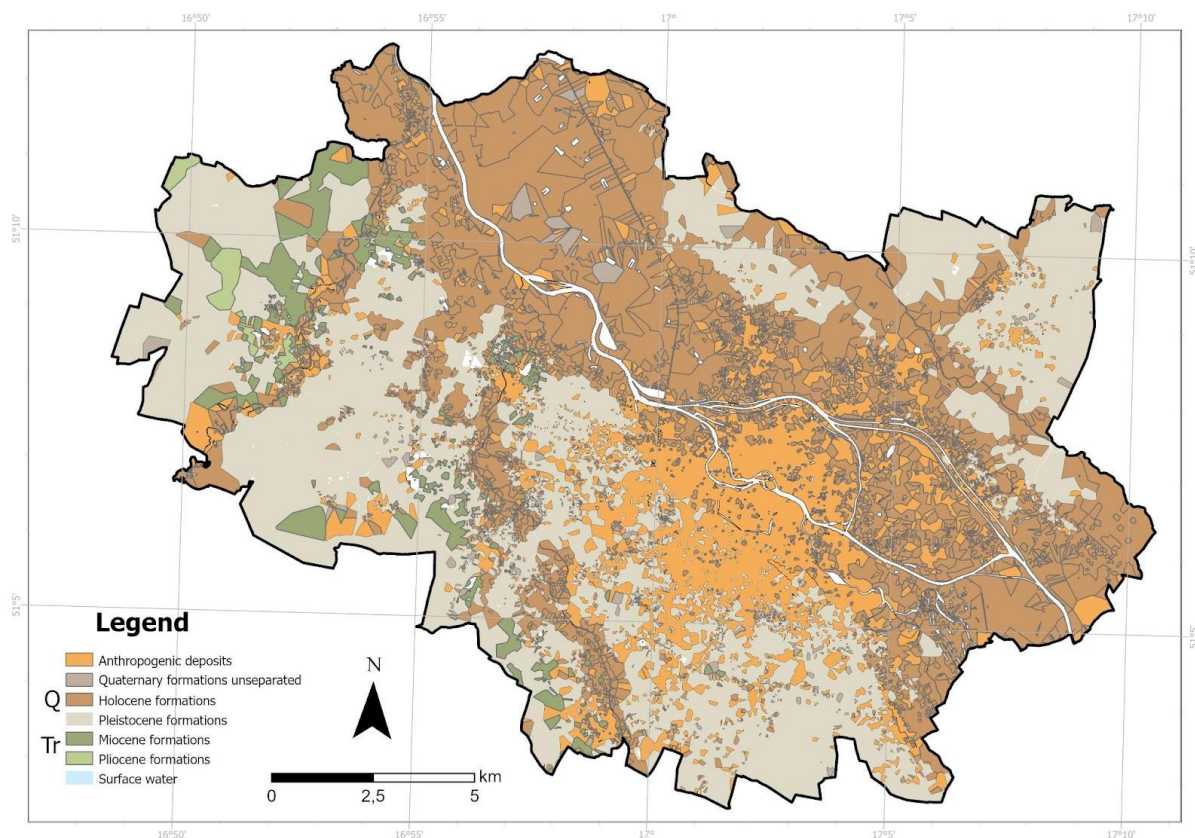 16°50' 16°55' 17° 17°5' 17°10'
51°10'
51°15'
51°5'
51°5'
Legend
Anthropogenic deposits
Quaternary formations unseparated
Q Holocene formations
Pleistocene formations
Tr Miocene formations
Pliocene formations
Surface water
N
km
0 2,5 5
16°50' 16°55' 17° 17°5' 17°10'